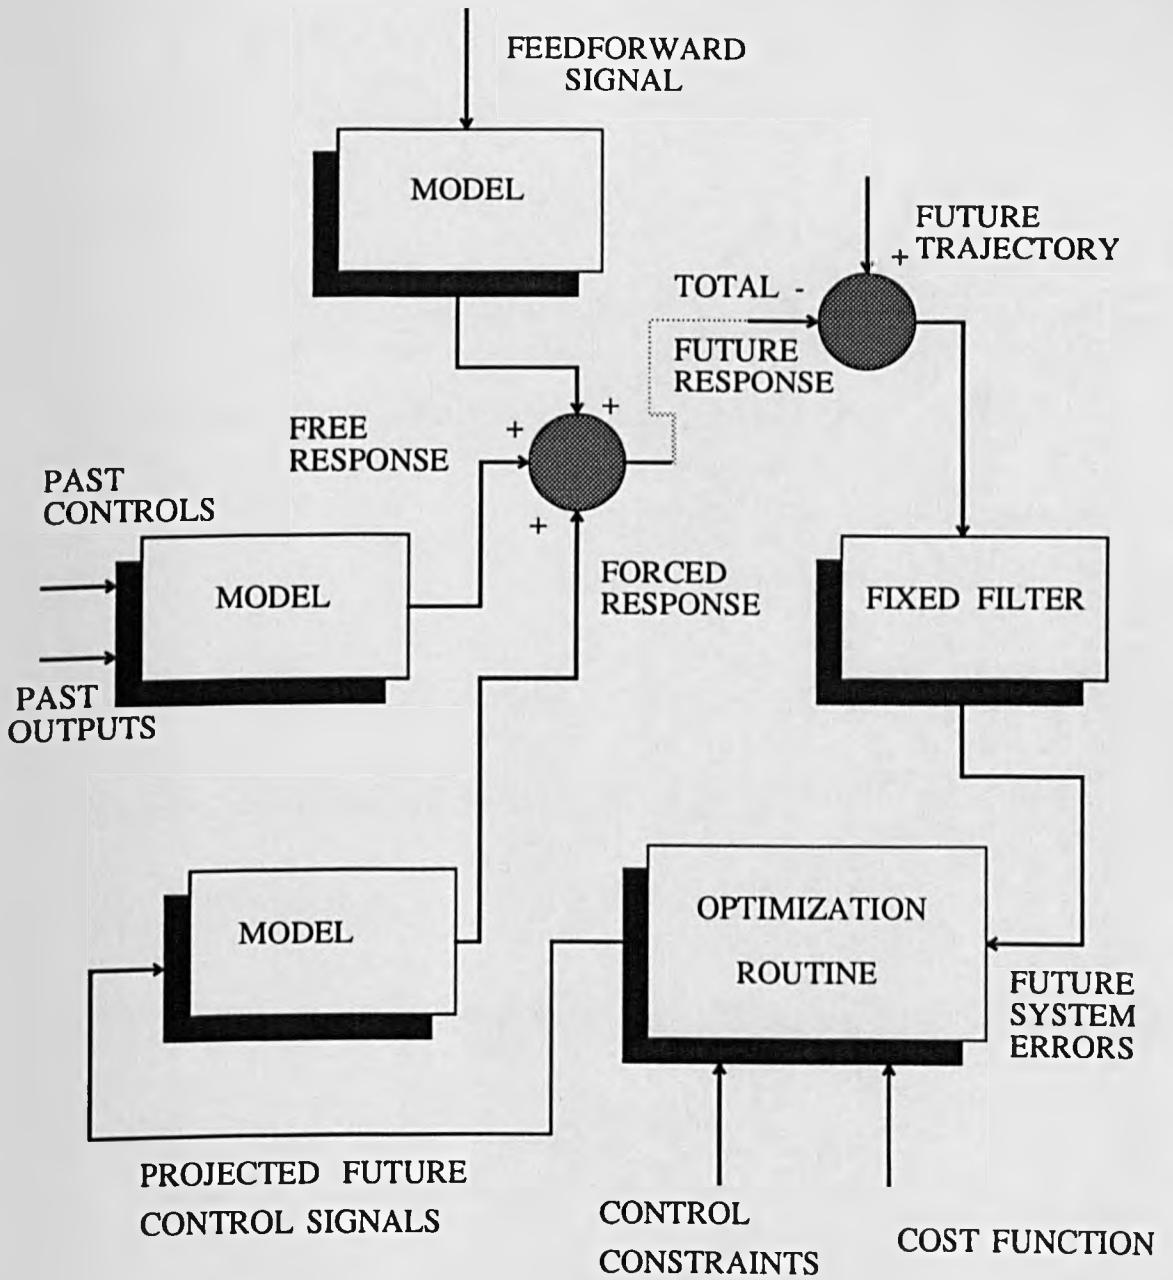 FEEDFORWARD
SIGNAL
MODEL
FUTURE
+ TRAJECTORY
TOTAL -
FUTURE
RESPONSE
+
+
FREE
RESPONSE
PAST
CONTROLS
+
MODEL
FORCED
RESPONSE
FIXED FILTER
PAST
OUTPUTS
MODEL
OPTIMIZATION
ROUTINE
FUTURE
SYSTEM
ERRORS
PROJECTED FUTURE
CONTROL SIGNALS
CONTROL
CONSTRAINTS
COST FUNCTION